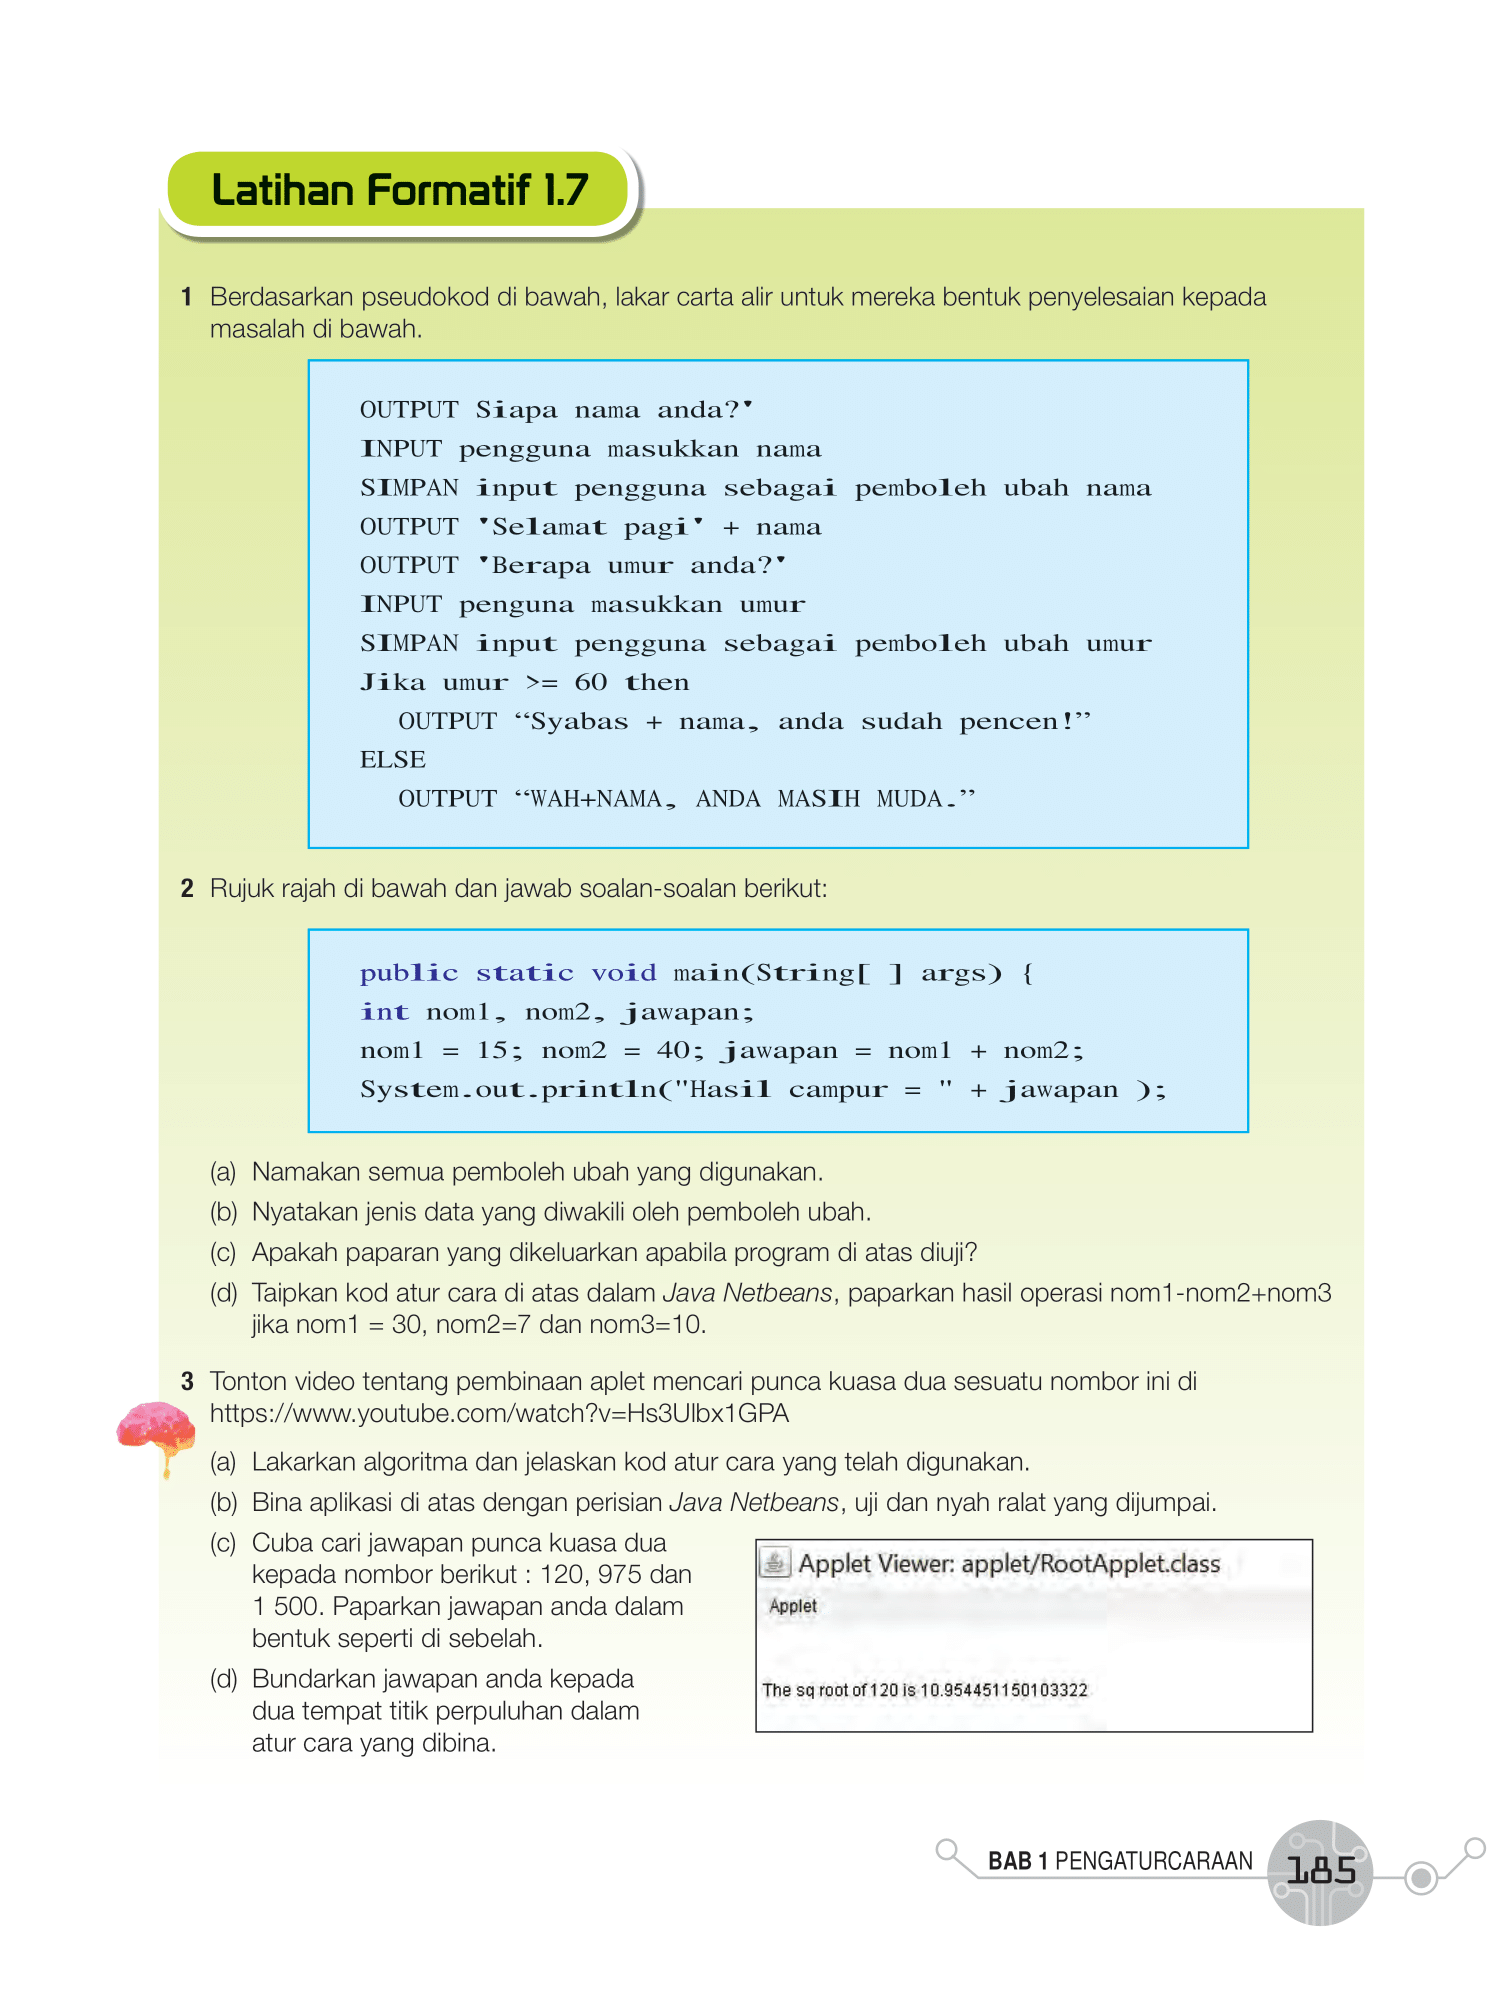 Latihan Formatif 1.7
1 Berdasarkan pseudokod di bawah, lakar carta alir untuk mereka bentuk penyelesaian kepada
masalah di bawah.
OUTPUT Siapa nama anda?'
INPUT pengguna masukkan nama
SIMPAN input pengguna sebagai pemboleh ubah nama
OUTPUT 'Selamat pagi' + nama
OUTPUT 'Berapa umur anda?'
INPUT penguna masukkan umur
SIMPAN input pengguna sebagai pemboleh ubah umur
Jika umur >= 60 then
OUTPUT “Syabas + nama, anda sudah pencen!”
ELSE
OUTPUT “WAH+NAMA, ANDA MASIH MUDA.”
2 Rujuk rajah di bawah dan jawab soalan-soalan berikut:
public static void main(String[ ] args) {
int nom1, nom2, jawapan;
nom1 = 15; nom2 = 40; jawapan = nom1 + nom2;
System.out.println("Hasil campur = " + jawapan );
(a) Namakan semua pemboleh ubah yang digunakan.
(b) Nyatakan jenis data yang diwakili oleh pemboleh ubah.
(c) Apakah paparan yang dikeluarkan apabila program di atas diuji?
(d) Taipkan kod atur cara di atas dalam Java Netbeans, paparkan hasil operasi nom1-nom2+nom3
jika nom1 = 30, nom2=7 dan nom3=10.
3 Tonton video tentang pembinaan aplet mencari punca kuasa dua sesuatu nombor ini di
https://www.youtube.com/watch?v=Hs3UIbx1GPA
(a) Lakarkan algoritma dan jelaskan kod atur cara yang telah digunakan.
(b) Bina aplikasi di atas dengan perisian Java Netbeans, uji dan nyah ralat yang dijumpai.
(c) Cuba cari jawapan punca kuasa dua
kepada nombor berikut : 120, 975 dan
1 500. Paparkan jawapan anda dalam
bentuk seperti di sebelah.
(d) Bundarkan jawapan anda kepada
dua tempat titik perpuluhan dalam
atur cara yang dibina.
Applet Viewer: applet/RootApplet.class
Applet
The sq root of 120 is 10.954451150103322
BAB 1 PENGATURCARAAN 185